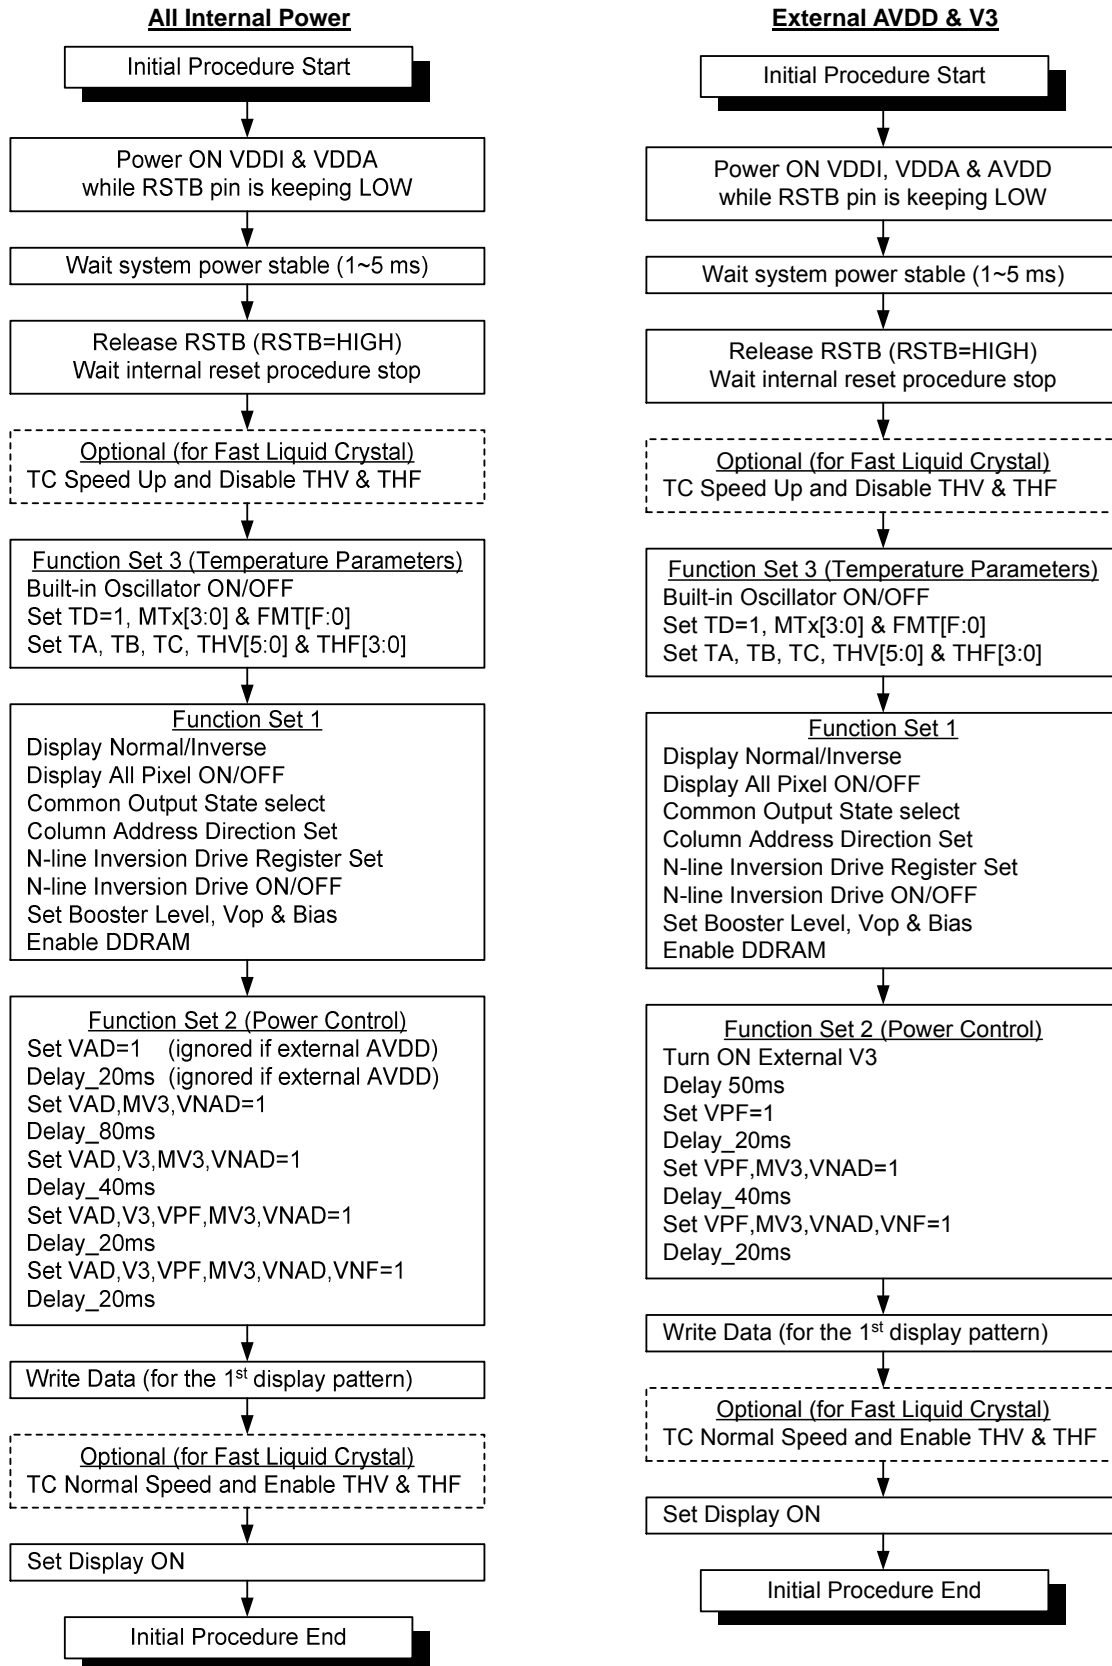 All Internal Power
Initial Procedure Start
Power ON VDDI & VDDA
while RSTB pin is keeping LOW
Wait system power stable (1~5 ms)
Release RSTB (RSTB=HIGH)
Wait internal reset procedure stop
Optional (for Fast Liquid Crystal)
TC Speed Up and Disable THV & THF
Function Set 3 (Temperature Parameters)
Built-in Oscillator ON/OFF
Set TD=1, MTx[3:0] & FMT[F:0]
Set TA, TB, TC, THV[5:0] & THF[3:0]
Function Set 1
Display Normal/Inverse
Display All Pixel ON/OFF
Common Output State select
Column Address Direction Set
N-line Inversion Drive Register Set
N-line Inversion Drive ON/OFF
Set Booster Level, Vop & Bias
Enable DDRAM
Function Set 2 (Power Control)
Set VAD=1 (ignored if external AVDD)
Delay_20ms (ignored if external AVDD)
Set VAD,MV3,VNAD=1
Delay_80ms
Set VAD,V3,MV3,VNAD=1
Delay_40ms
Set VAD,V3,VPF,MV3,VNAD=1
Delay_20ms
Set VAD,V3,VPF,MV3,VNAD,VNF=1
Delay_20ms
Write Data (for the 1st display pattern)
Optional (for Fast Liquid Crystal)
TC Normal Speed and Enable THV & THF
Set Display ON
Initial Procedure End
External AVDD & V3
Initial Procedure Start
Power ON VDDI, VDDA & AVDD
while RSTB pin is keeping LOW
Wait system power stable (1~5 ms)
Release RSTB (RSTB=HIGH)
Wait internal reset procedure stop
Optional (for Fast Liquid Crystal)
TC Speed Up and Disable THV & THF
Function Set 3 (Temperature Parameters)
Built-in Oscillator ON/OFF
Set TD=1, MTx[3:0] & FMT[F:0]
Set TA, TB, TC, THV[5:0] & THF[3:0]
Function Set 1
Display Normal/Inverse
Display All Pixel ON/OFF
Common Output State select
Column Address Direction Set
N-line Inversion Drive Register Set
N-line Inversion Drive ON/OFF
Set Booster Level, Vop & Bias
Enable DDRAM
Function Set 2 (Power Control)
Turn ON External V3
Delay 50ms
Set VPF=1
Delay_20ms
Set VPF,MV3,VNAD=1
Delay_40ms
Set VPF,MV3,VNAD,VNF=1
Delay_20ms
Write Data (for the 1st display pattern)
Optional (for Fast Liquid Crystal)
TC Normal Speed and Enable THV & THF
Set Display ON
Initial Procedure End